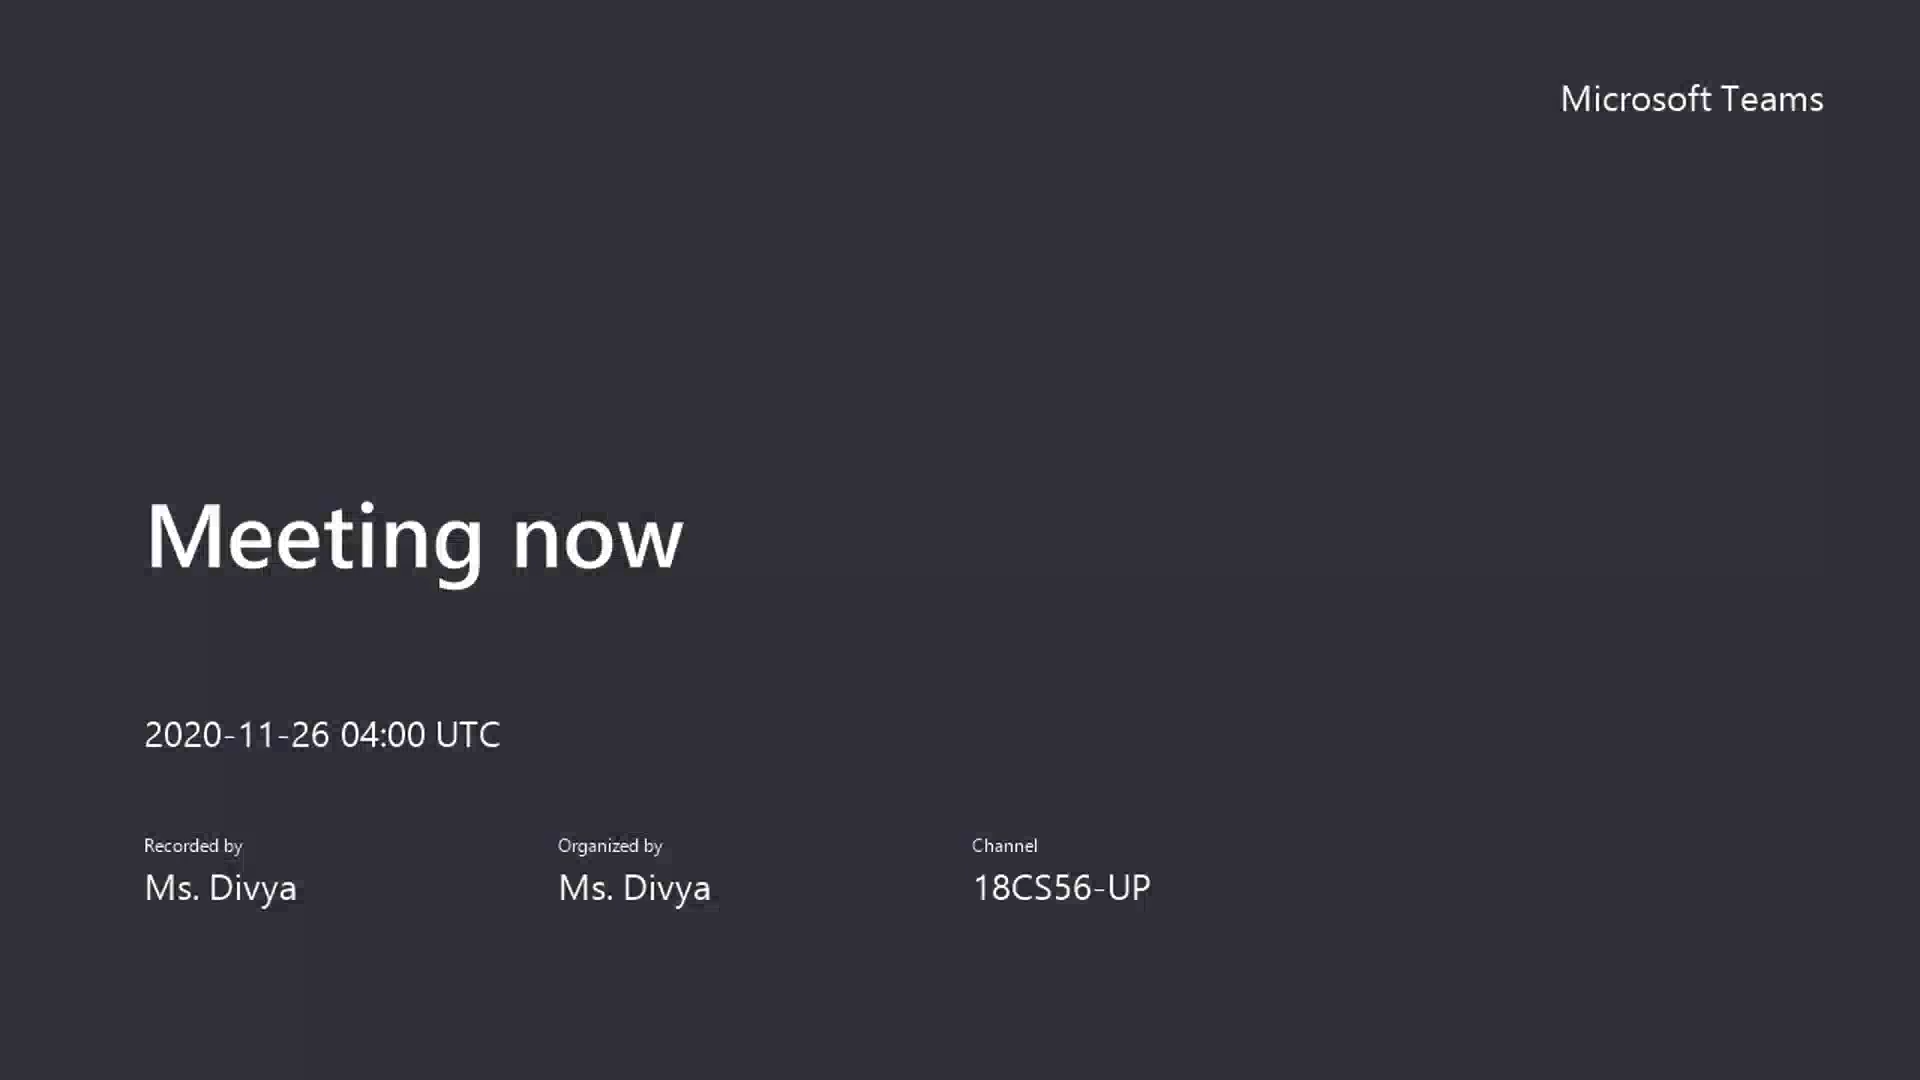 Microsoft Teams
Meeting now
2020-11-26 04:00 UTC
Recorded by
Ms. Divya
Organized by
Ms. Divya
Channel
18CS56-UP